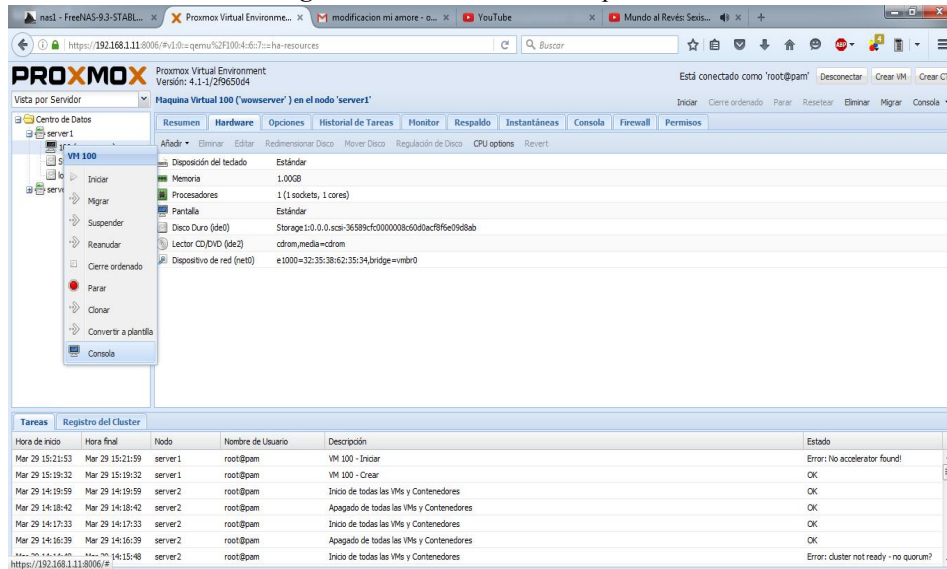 nas1 - FreeNAS-9.3-STABL... × Proxmox Virtual Environme... × modificacion mi amore - o... × YouTube × Mundo al Revés: Sexis... × +
https://192.168.1.11:8006/#v1:0:=qemu%2F100:4::6::7::=ha-resources Buscar
PROXMOX Proxmox Virtual Environment
Versión: 4.1-1/2f9650d4
Está conectado como 'root@pam' Desconectar Crear VM Crear CT
Vista por Servidor Maquina Virtual 100 ('wowserver' ) en el nodo 'server1' Iniciar Cierre ordenado Parar Resetear Eliminar Migrar Consola
Centro de Datos
server1
Resumen Hardware Opciones Historial de Tareas Monitor Respaldo Instantáneas Consola Firewall Permisos
Añadir Eliminar Editar Redimensionar Disco Mover Disco Regulación de Disco CPU options Revert
VM 100
Iniciar
Migrar
Suspender
Reanudar
Cierre ordenado
Parar
Clonar
Convertir a plantilla
Consola
Disposición del teclado Estándar
Memoria 1.00GB
Procesadores 1 (1 sockets, 1 cores)
Pantalla Estándar
Disco Duro (ide0) Storage1:0.0.0.scsi-36589cfc0000008c60d0acf8f6e09d8ab
Lector CD/DVD (ide2) cdrom,media=cdrom
Dispositivo de red (net0) e1000=32:35:38:62:35:34,bridge=vmbr0
Tareas Registro del Cluster
Hora de inicio Hora final Nodo Nombre de Usuario Descripción Estado
Mar 29 15:21:53 Mar 29 15:21:59 server1 root@pam VM 100 - Iniciar Error: No accelerator found!
Mar 29 15:19:32 Mar 29 15:19:32 server1 root@pam VM 100 - Crear OK
Mar 29 14:19:59 Mar 29 14:19:59 server2 root@pam Inicio de todas las VMs y Contenedores OK
Mar 29 14:18:42 Mar 29 14:18:42 server2 root@pam Apagado de todas las VMs y Contenedores OK
Mar 29 14:17:33 Mar 29 14:17:33 server2 root@pam Inicio de todas las VMs y Contenedores OK
Mar 29 14:16:39 Mar 29 14:16:39 server2 root@pam Apagado de todas las VMs y Contenedores OK
14:15:48 server2 root@pam Inicio de todas las VMs y Contenedores Error: cluster not ready - no quorum?
https://192.168.1.11:8006/#